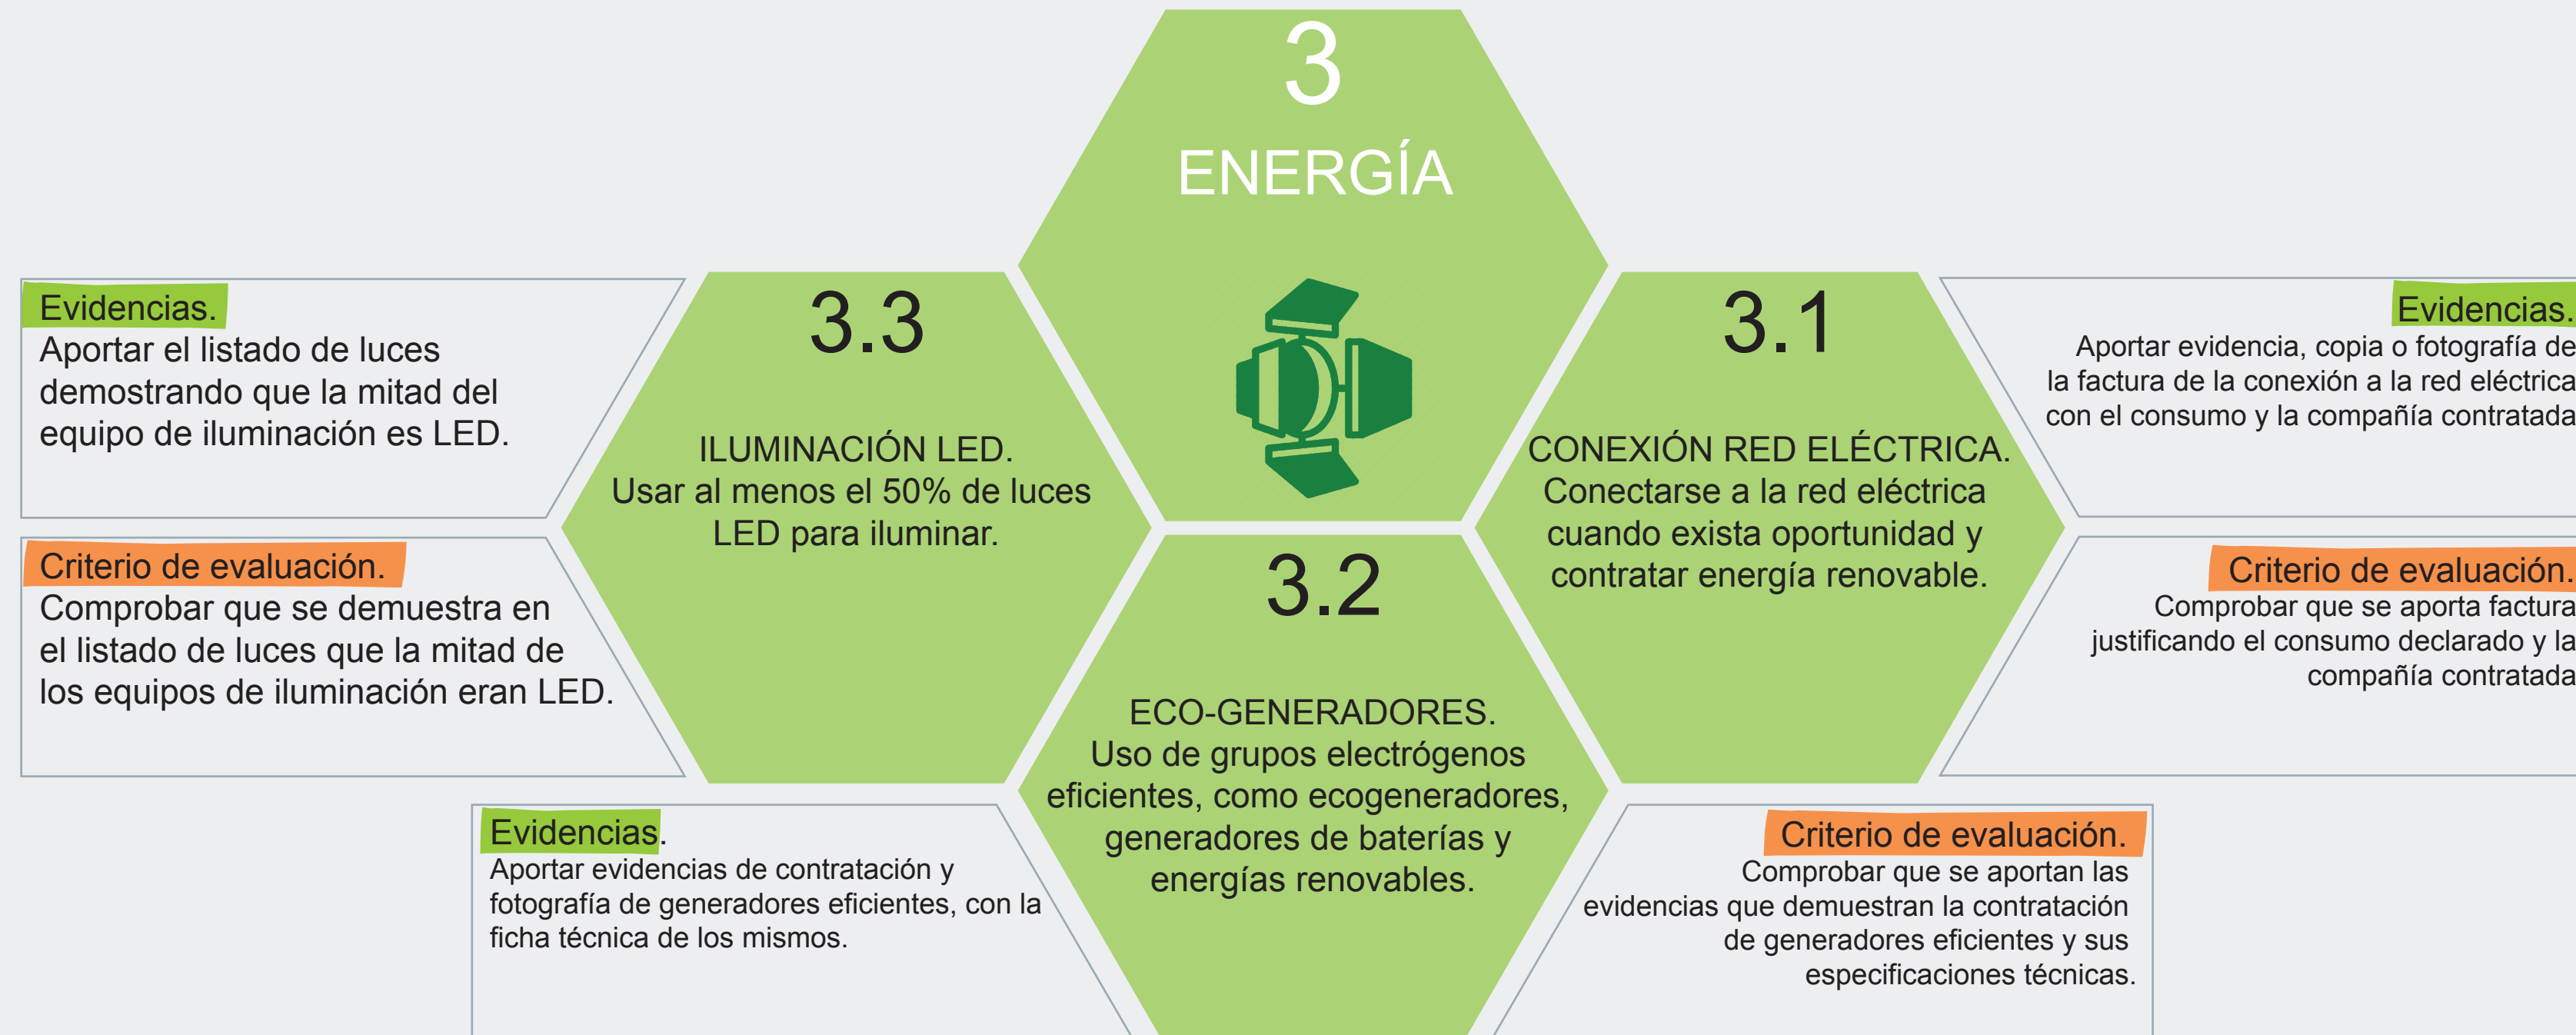 3
ENERGÍA
3.1
CONEXIÓN RED ELÉCTRICA.
Conectarse a la red eléctrica
cuando exista oportunidad y
contratar energía renovable.
Evidencias.
Aportar evidencia, copia o fotografía de
la factura de la conexión a la red eléctrica
con el consumo y la compañía contratada
Criterio de evaluación.
Comprobar que se aporta factura
justificando el consumo declarado y la
compañía contratada
3.2
ECO-GENERADORES.
Uso de grupos electrógenos
eficientes, como ecogeneradores,
generadores de baterías y
energías renovables.
Evidencias.
Aportar evidencias de contratación y
fotografía de generadores eficientes, con la
ficha técnica de los mismos.
Criterio de evaluación.
Comprobar que se aportan las
evidencias que demuestran la contratación
de generadores eficientes y sus
especificaciones técnicas.
3.3
ILUMINACIÓN LED.
Usar al menos el 50% de luces
LED para iluminar.
Evidencias.
Aportar el listado de luces
demostrando que la mitad del
equipo de iluminación es LED.
Criterio de evaluación.
Comprobar que se demuestra en
el listado de luces que la mitad de
los equipos de iluminación eran LED.